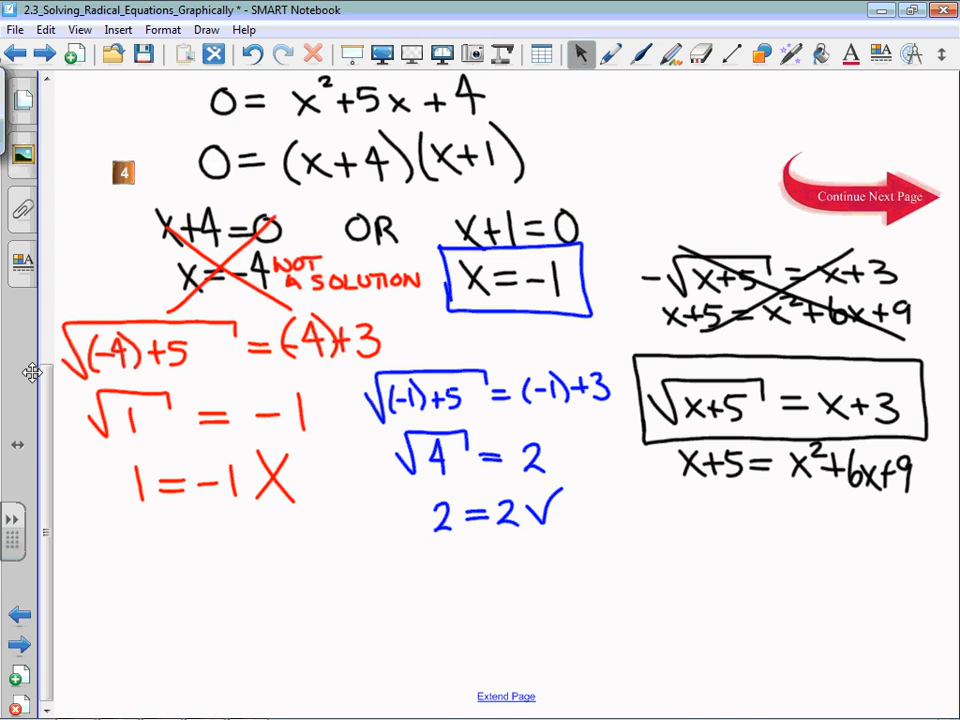 2.3_Solving_Radical_Equations_Graphically * - SMART Notebook
File Edit View Insert Format Draw Help
0 = x²+5x+4
0 = (x+4)(x+1)
4
Continue Next Page
x+4=0 OR x+1=0
x=-4 NOT A SOLUTION
x=-1
-√(x+5) = x+3
x+5 = x²+6x+9
√((-4)+5) = (-4)+3
√1 = -1
1 = -1 X
√((-1)+5) = (-1)+3
√4 = 2
2 = 2 ✓
√(x+5) = x+3
x+5 = x²+6x+9
Extend Page